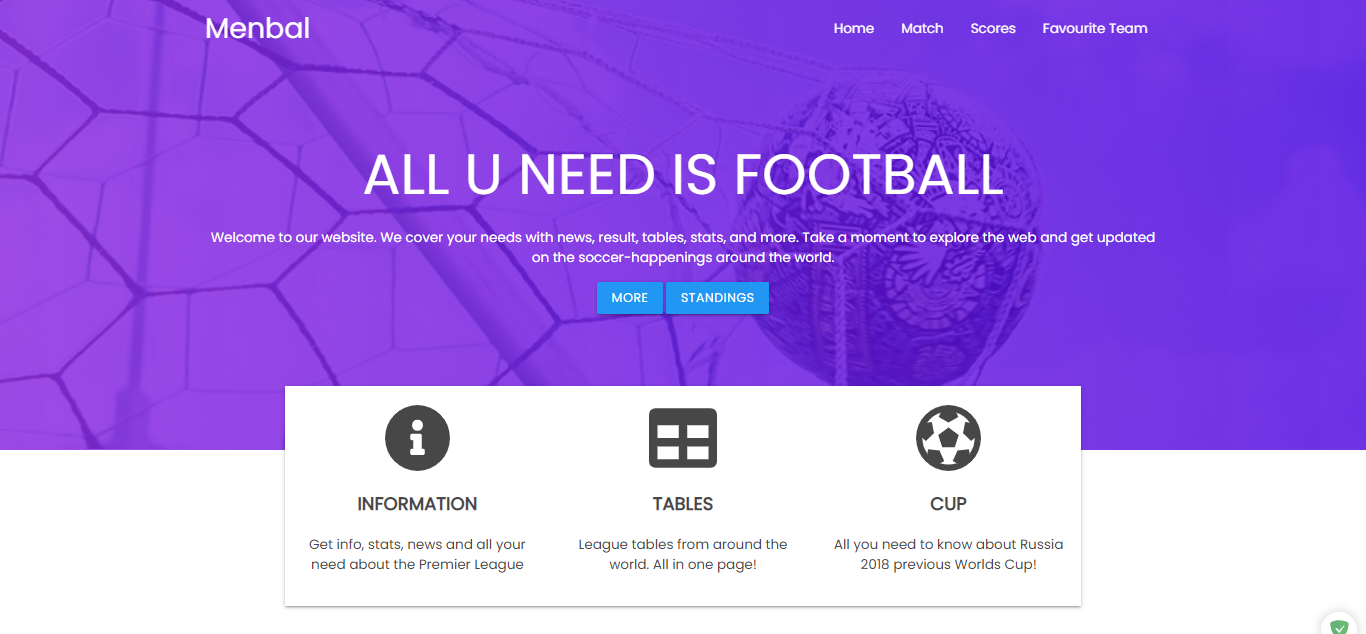 Menbal
Home Match Scores Favourite Team
ALL U NEED IS FOOTBALL
Welcome to our website. We cover your needs with news, result, tables, stats, and more. Take a moment to explore the web and get updated
on the soccer-happenings around the world.
MORE STANDINGS
INFORMATION
Get info, stats, news and all your
need about the Premier League
TABLES
League tables from around the
world. All in one page!
CUP
All you need to know about Russia
2018 previous Worlds Cup!